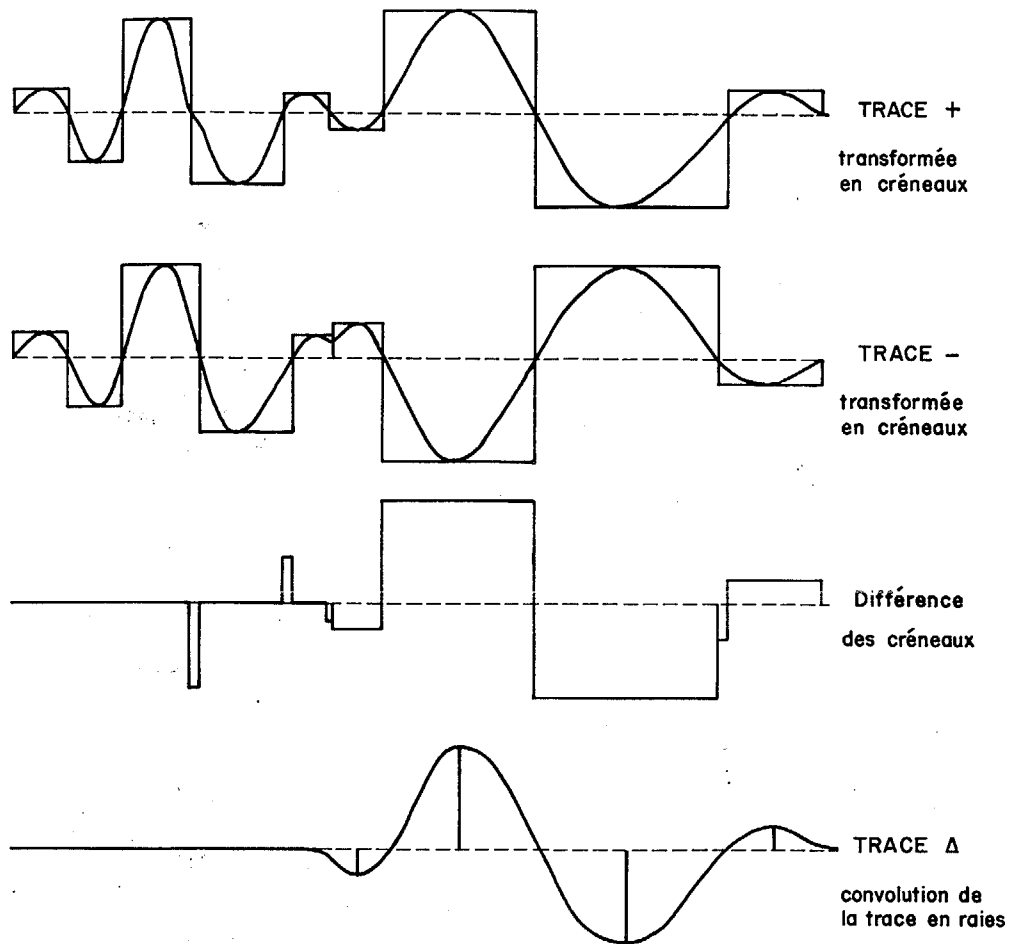 TRACE +
transformée
en créneaux
TRACE -
transformée
en créneaux
Différence
des créneaux
TRACE Δ
convolution de
la trace en raies